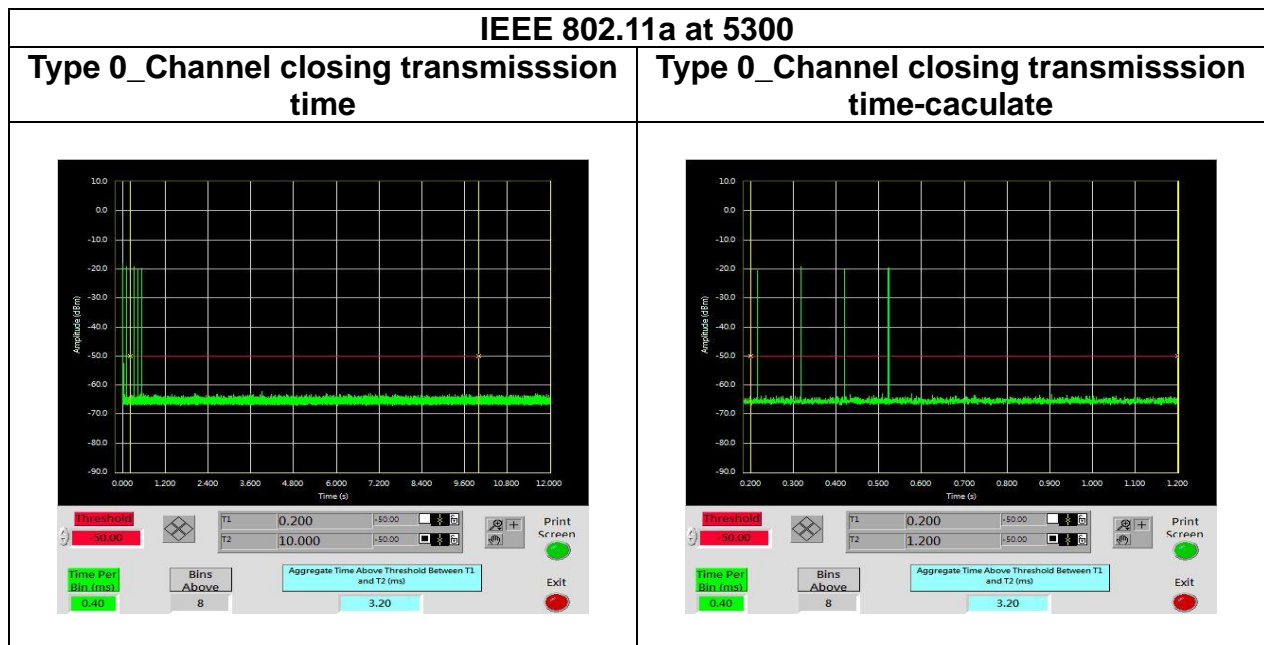 IEEE 802.11a at 5300
Type 0_Channel closing transmisssion
time
Type 0_Channel closing transmisssion
time-caculate
10.0
0.0
-10.0
-20.0
-30.0
-40.0
-50.0
-60.0
-70.0
-80.0
-90.0
Amplitude (dBm)
0.000 1.200 2.400 3.600 4.800 6.000 7.200 8.400 9.600 10.800 12.000
Time (s)
Threshold
-50.00
T1 0.200 -50.00
T2 10.000 -50.00
Print
Screen
Time Per
Bin (ms)
0.40
Bins
Above
8
Aggregate Time Above Threshold Between T1
and T2 (ms)
3.20
Exit
10.0
0.0
-10.0
-20.0
-30.0
-40.0
-50.0
-60.0
-70.0
-80.0
-90.0
Amplitude (dBm)
0.200 0.300 0.400 0.500 0.600 0.700 0.800 0.900 1.000 1.100 1.200
Time (s)
Threshold
-50.00
T1 0.200 -50.00
T2 1.200 -50.00
Print
Screen
Time Per
Bin (ms)
0.40
Bins
Above
8
Aggregate Time Above Threshold Between T1
and T2 (ms)
3.20
Exit